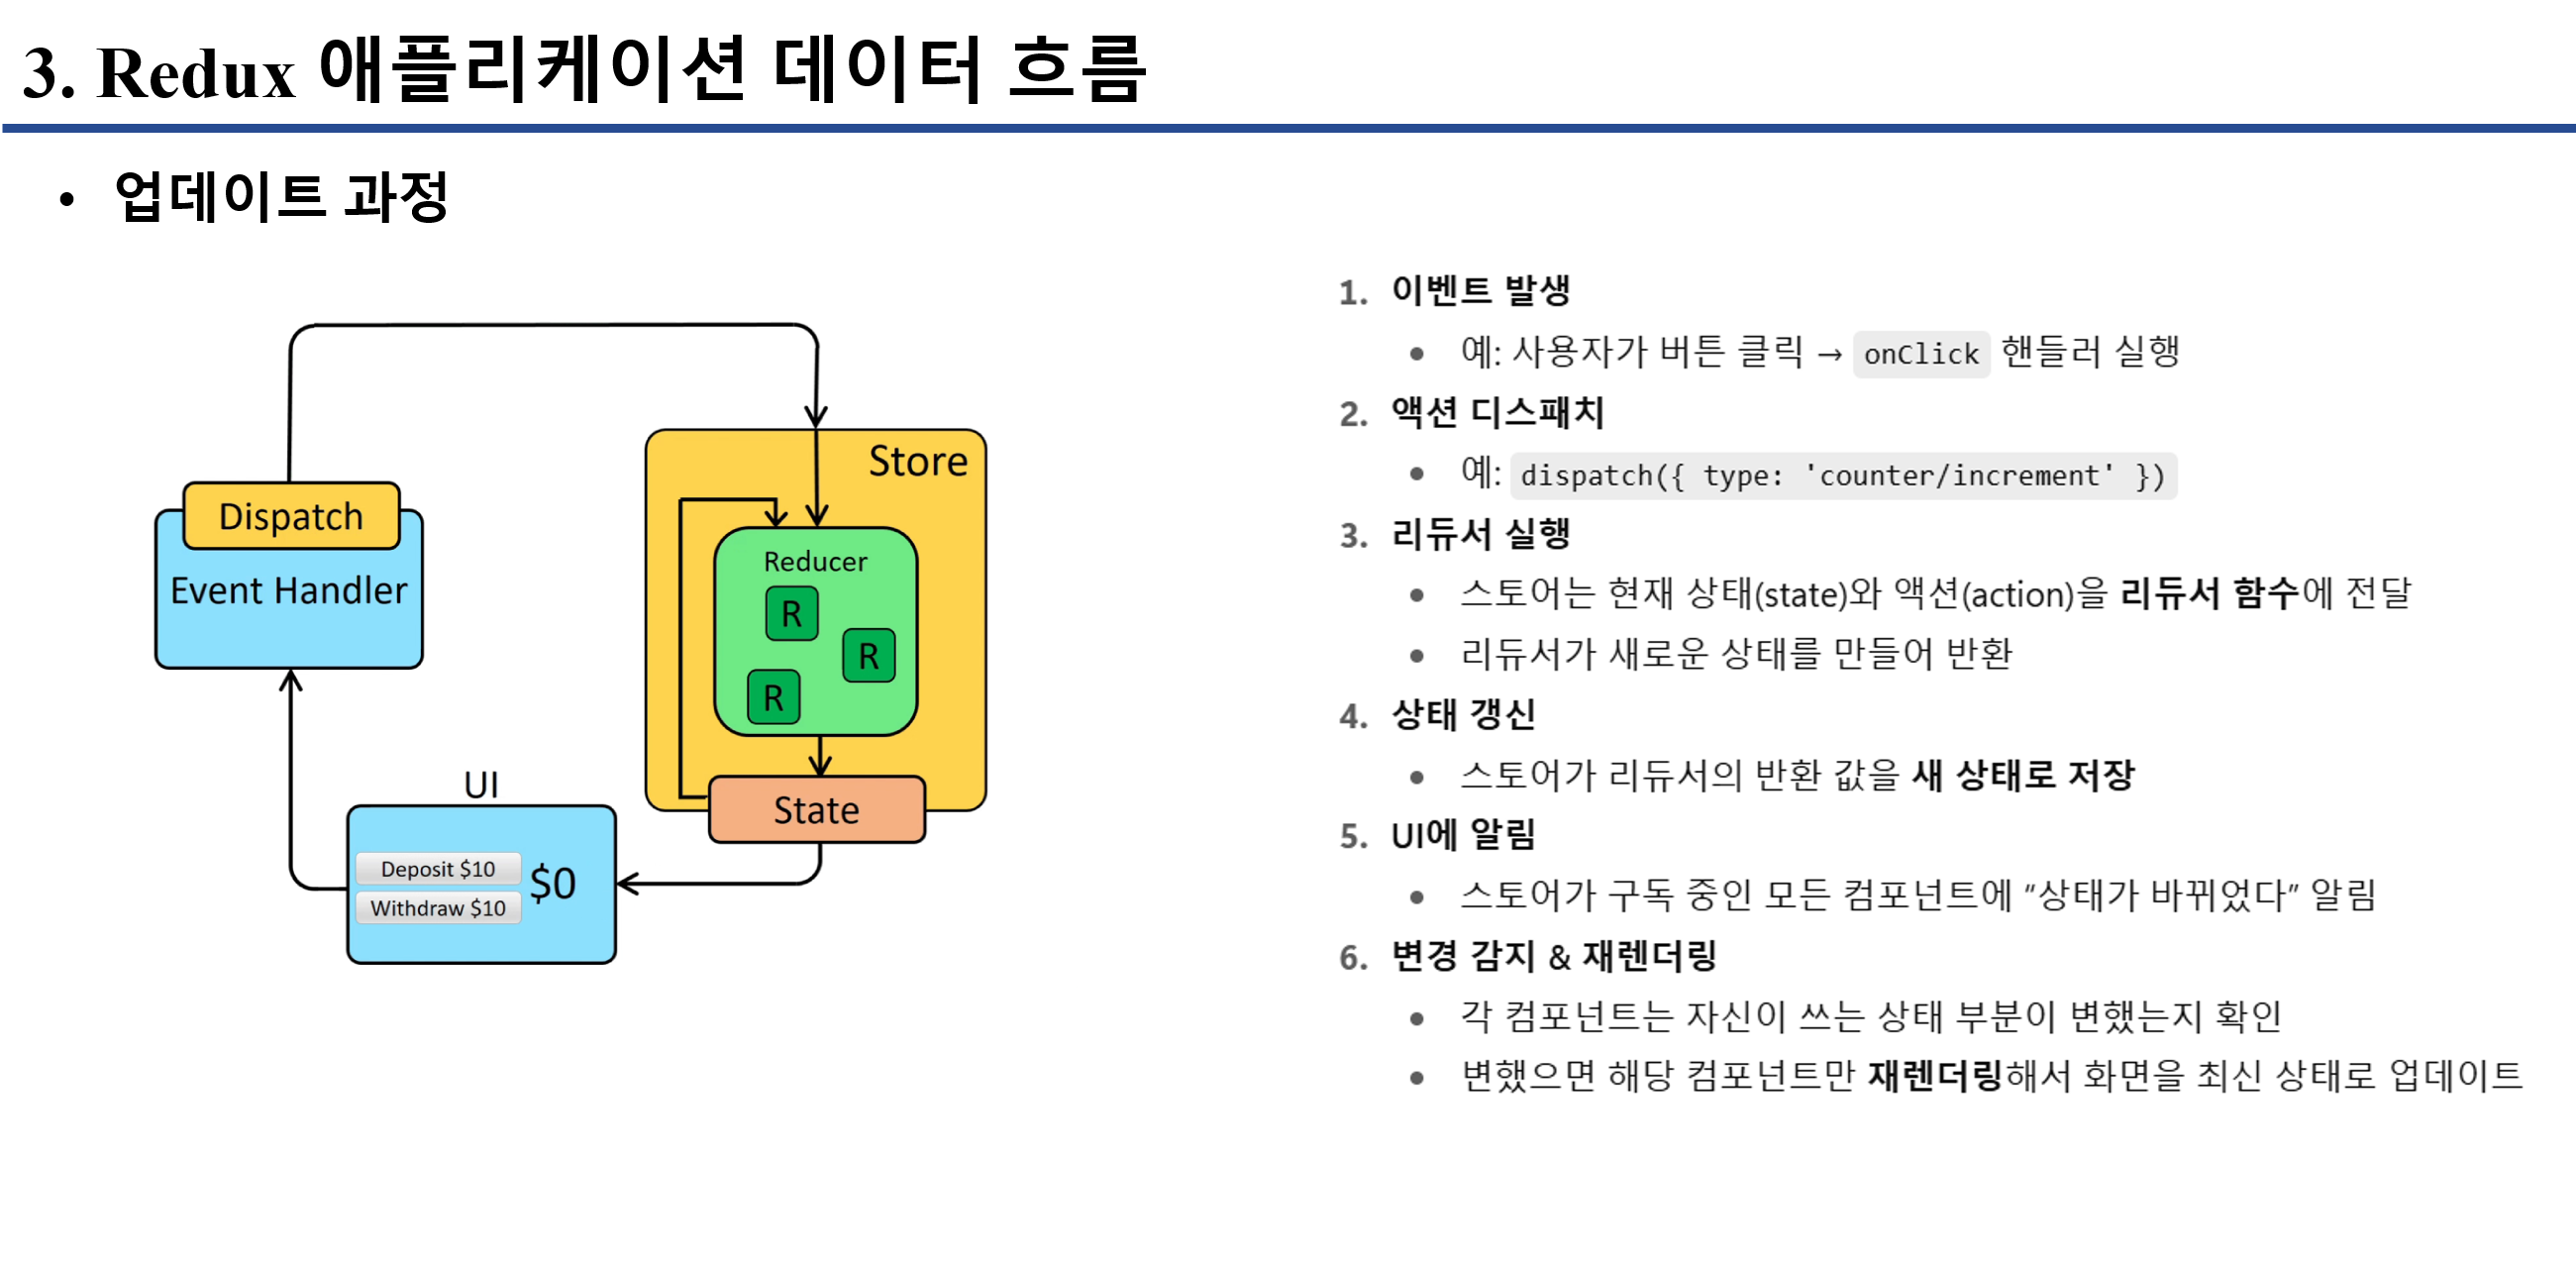 3. Redux 애플리케이션 데이터 흐름
• 업데이트 과정
Dispatch
Event Handler
Store
Reducer
R
R
R
State
UI
Deposit $10
Withdraw $10
$0
1. 이벤트 발생
• 예: 사용자가 버튼 클릭 → onClick 핸들러 실행
2. 액션 디스패치
• 예: dispatch({ type: 'counter/increment' })
3. 리듀서 실행
• 스토어는 현재 상태(state)와 액션(action)을 리듀서 함수에 전달
• 리듀서가 새로운 상태를 만들어 반환
4. 상태 갱신
• 스토어가 리듀서의 반환 값을 새 상태로 저장
5. UI에 알림
• 스토어가 구독 중인 모든 컴포넌트에 “상태가 바뀌었다” 알림
6. 변경 감지 & 재렌더링
• 각 컴포넌트는 자신이 쓰는 상태 부분이 변했는지 확인
• 변했으면 해당 컴포넌트만 재렌더링해서 화면을 최신 상태로 업데이트